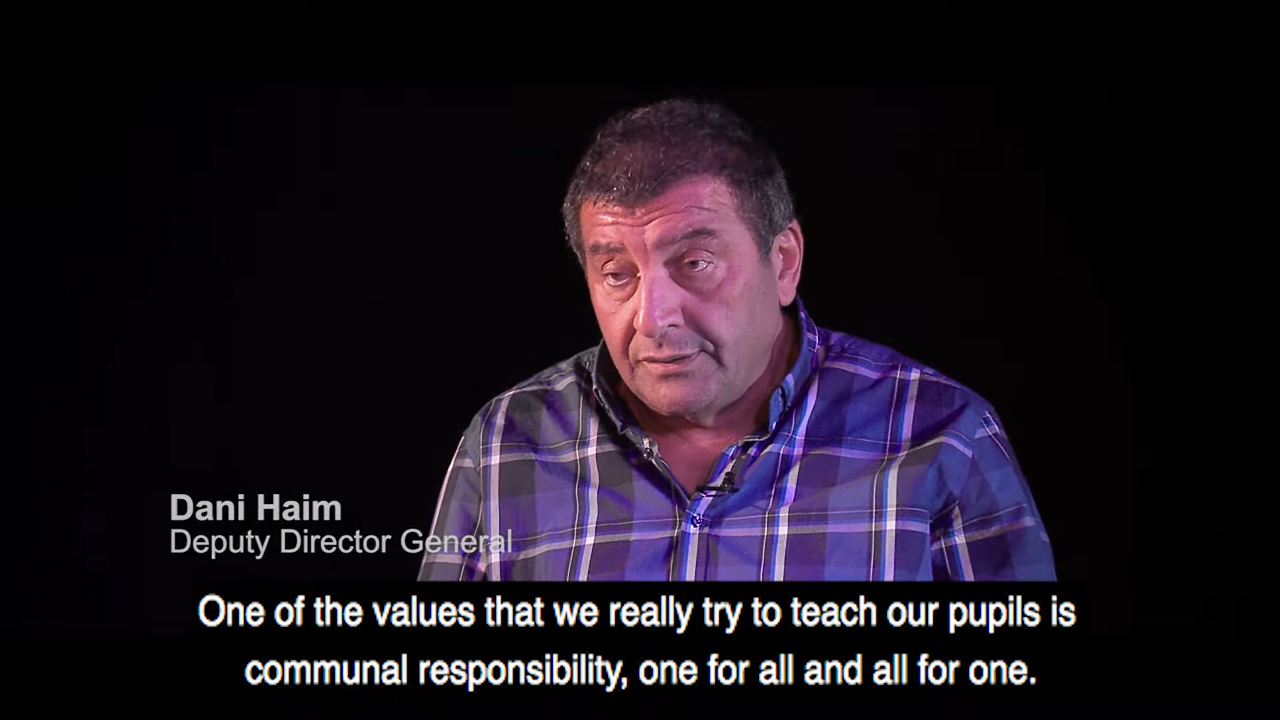 Dani Haim
Deputy Director General
One of the values that we really try to teach our pupils is
communal responsibility, one for all and all for one.